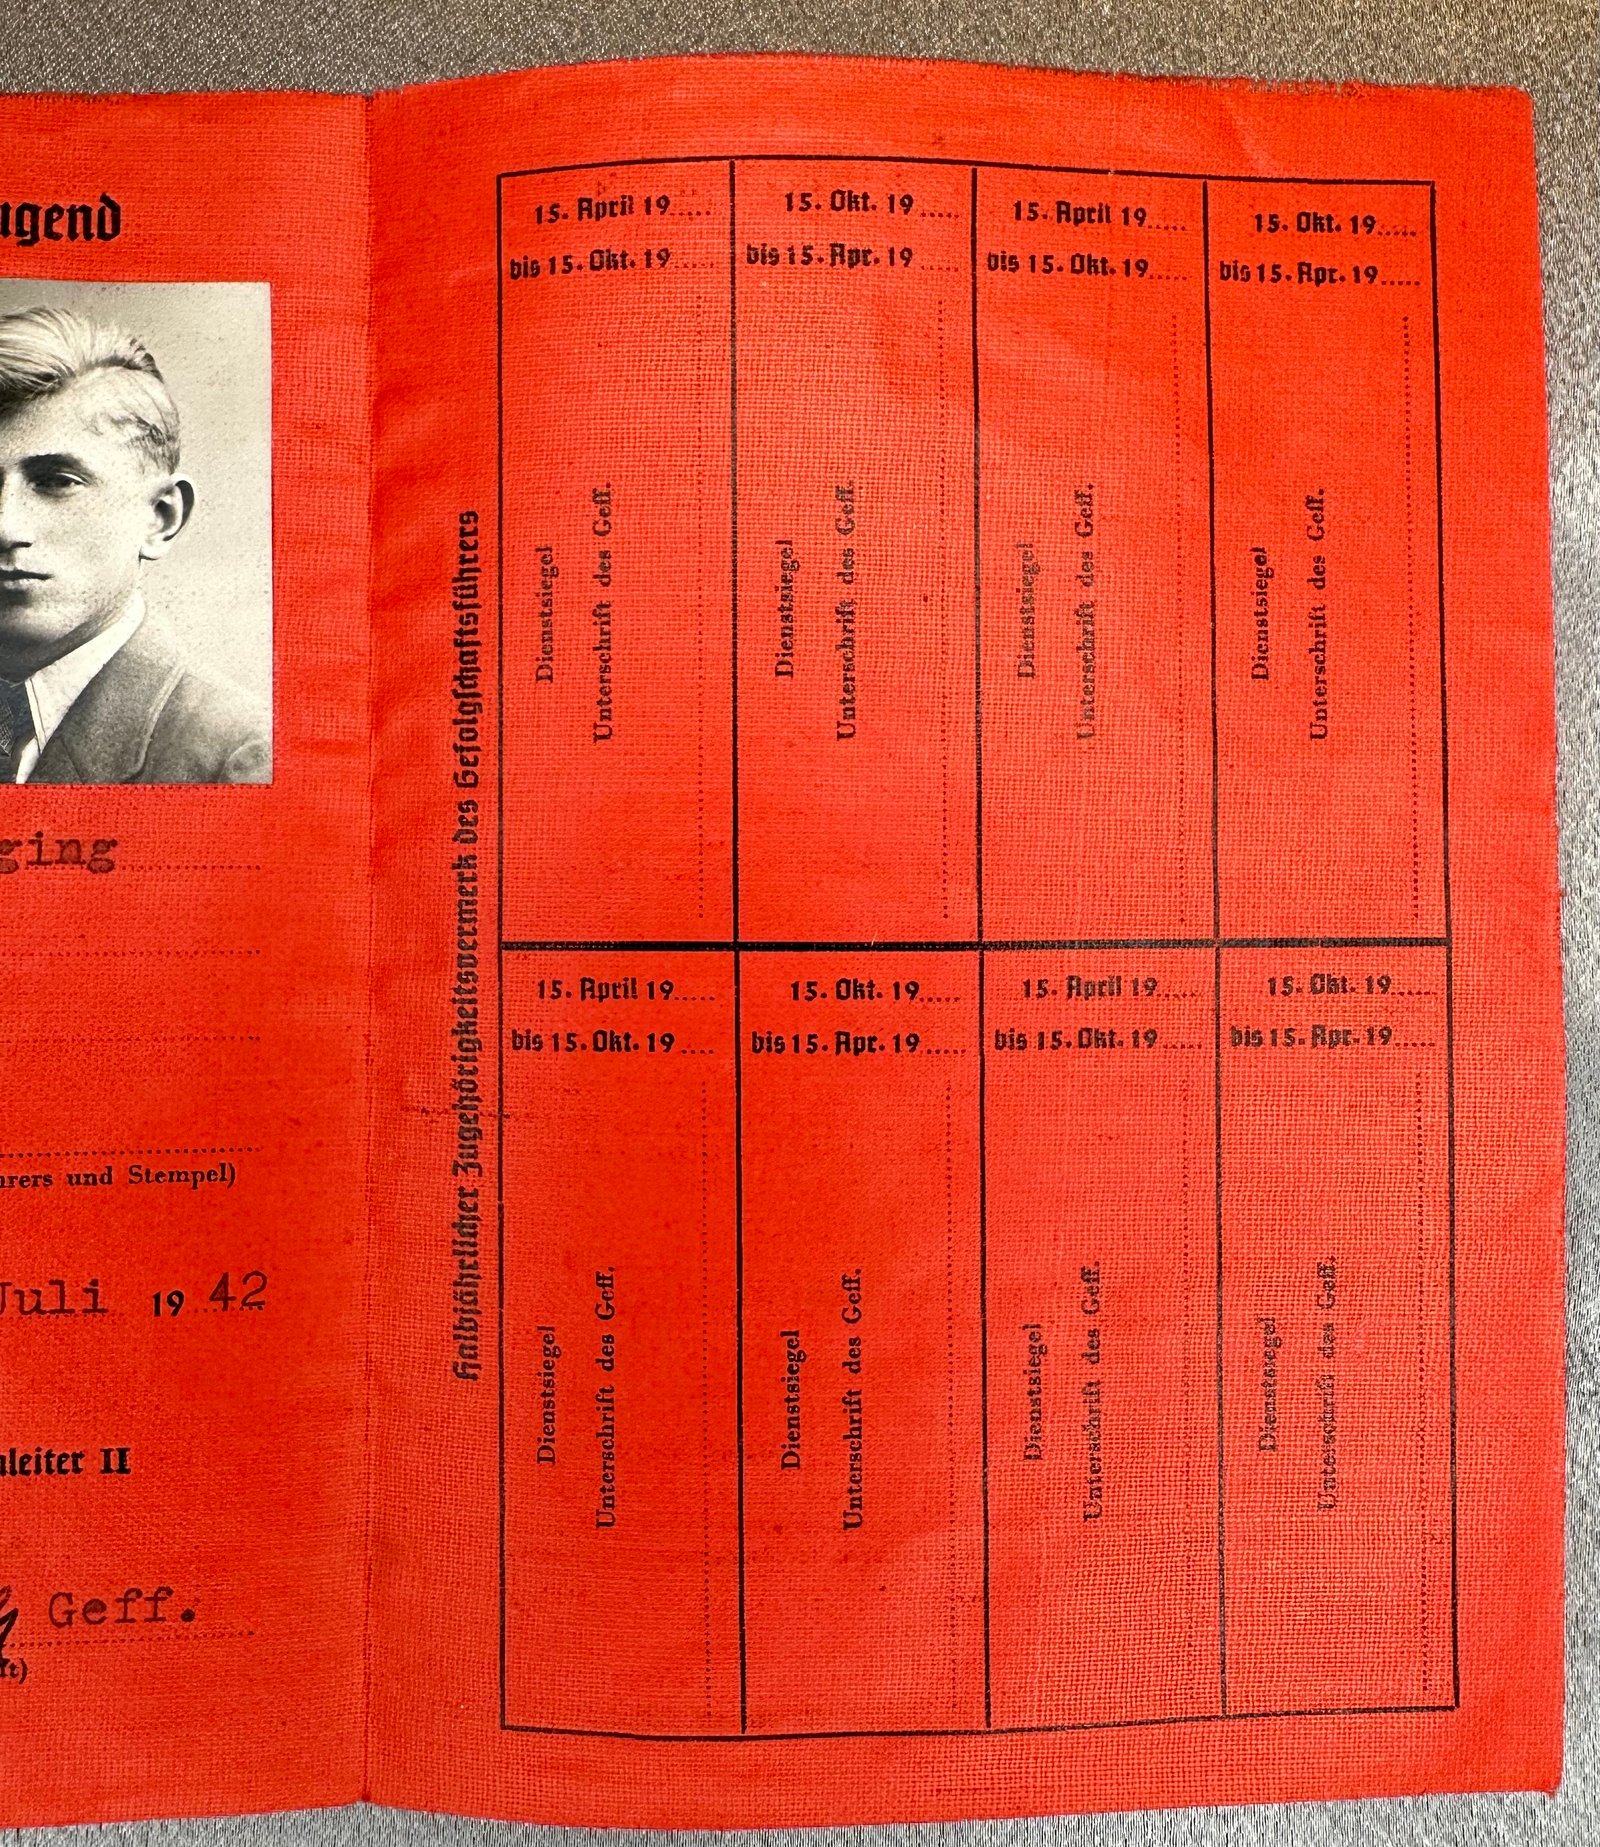 ugend
ging
hrers und Stempel)
Juli 1942
leiter II
Geff.
Halbjährlicher Zugehörigkeitsvermerk des Gefolgschaftsführers
15. April 19.....
bis 15. Okt. 19.....
Dienstsiegel
Unterschrift des Geff.
15. Okt. 19.....
bis 15. Apr. 19.....
Dienstsiegel
Unterschrift des Geff.
15. April 19.....
bis 15. Okt. 19.....
Dienstsiegel
Unterschrift des Geff.
15. Okt. 19.....
bis 15. Apr. 19.....
Dienstsiegel
Unterschrift des Geff.
15. April 19.....
bis 15. Okt. 19.....
Dienstsiegel
Unterschrift des Geff.
15. Okt. 19.....
bis 15. Apr. 19.....
Dienstsiegel
Unterschrift des Geff.
15. April 19.....
bis 15. Okt. 19.....
Dienstsiegel
Unterschrift des Geff.
15. Okt. 19.....
bis 15. Apr. 19.....
Dienstsiegel
Unterschrift des Geff.